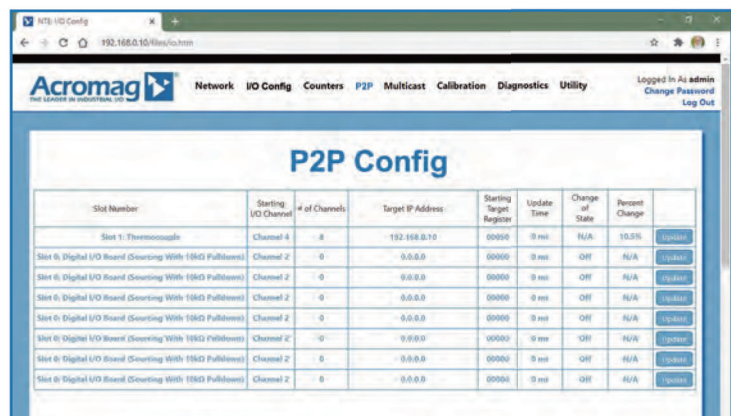 NTE I/O Config
192.168.0.10/files/io.htm
Acromag
THE LEADER IN INDUSTRIAL I/O
Network I/O Config Counters P2P Multicast Calibration Diagnostics Utility
Logged In As admin
Change Password
Log Out
P2P Config
Slot Number Starting I/O Channel # of Channels Target IP Address Starting Target Register Update Time Change of State Percent Change
Slot 1: Thermocouple Channel 4 8 192.168.0.10 00050 0 ms N/A 10.5% Update
Slot 0: Digital I/O Board (Sourcing With 10kΩ Pulldowns) Channel 2 0 0.0.0.0 00000 0 ms Off N/A Update
Slot 0: Digital I/O Board (Sourcing With 10kΩ Pulldowns) Channel 2 0 0.0.0.0 00000 0 ms Off N/A Update
Slot 0: Digital I/O Board (Sourcing With 10kΩ Pulldowns) Channel 2 0 0.0.0.0 00000 0 ms Off N/A Update
Slot 0: Digital I/O Board (Sourcing With 10kΩ Pulldowns) Channel 2 0 0.0.0.0 00000 0 ms Off N/A Update
Slot 0: Digital I/O Board (Sourcing With 10kΩ Pulldowns) Channel 2 0 0.0.0.0 00000 0 ms Off N/A Update
Slot 0: Digital I/O Board (Sourcing With 10kΩ Pulldowns) Channel 2 0 0.0.0.0 00000 0 ms Off N/A Update
Slot 0: Digital I/O Board (Sourcing With 10kΩ Pulldowns) Channel 2 0 0.0.0.0 00000 0 ms Off N/A Update